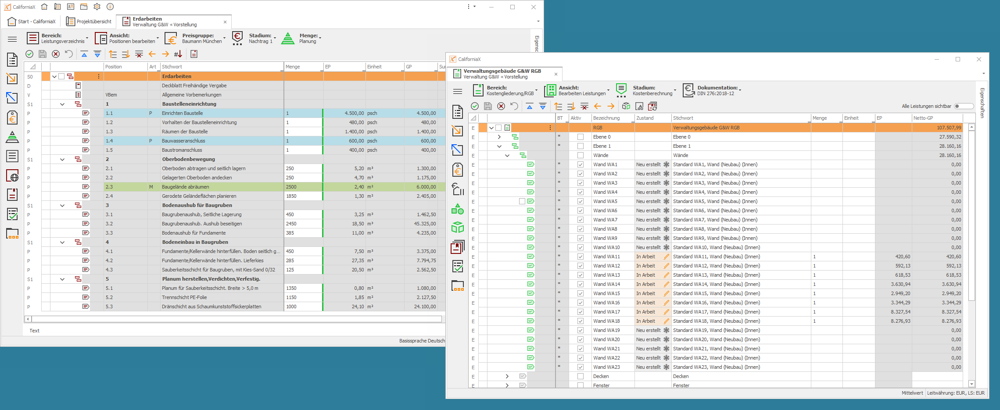 CaliforniaX
Start - CaliforniaX
Projektübersicht
Erdarbeiten
Verwaltung G&W « Vorstellung
Bereich:
Leistungsverzeichnis
Ansicht:
Positionen bearbeiten
Preisgruppe:
Baumann München
Stadium:
Nachtrag 1
Menge:
Planung
Position Art Stichwort Menge EP Einheit GP
S0 Erdarbeiten
D Deckblatt Freihändige Vergabe
V VBem Allgemeine Vorbemerkungen
S1 1 Baustelleneinrichtung
P 1.1 P Einrichten Baustelle 1 4.500,00 psch 4.500,00
P 1.2 Vorhalten der Baustelleneinrichtung 1 480,00 psch 480,00
P 1.3 Räumen der Baustelle 1 1.400,00 psch 1.400,00
P 1.4 P Bauwasseranschluss 1 600,00 psch 600,00
P 1.5 Baustromanschluss 1 400,00 psch 400,00
S1 2 Oberbodenbewegung
P 2.1 Oberboden abtragen und seitlich lagern 250 5,20 m³ 1.300,00
P 2.2 Gelagerten Oberboden andecken 250 4,70 m³ 1.175,00
P 2.3 M Baugelände abräumen 2500 2,40 m² 6.000,00
P 2.4 Gerodete Geländeflächen planieren 1850 1,30 m² 2.405,00
S1 3 Bodenaushub für Baugruben
P 3.1 Baugrubenaushub, Seitliche Lagerung 450 3,25 m³ 1.462,50
P 3.2 Baugrubenaushub. Aushub beseitigen 2450 18,50 m³ 45.325,00
P 3.3 Bodenaushub für Fundamente 385 11,00 m³ 4.235,00
S1 4 Bodeneinbau in Baugruben
P 4.1 Fundamente/Kellerwände hinterfüllen. Boden seitlich g... 450 7,50 m³ 3.375,00
P 4.2 Fundamente/Kellerwände hinterfüllen. Lieferkies 285 27,35 m³ 7.794,75
P 4.3 Sauberkeitsschicht für Baugruben, mit Kies-Sand 0/32 125 20,50 m³ 2.562,50
S1 5 Planum herstellen,Verdichten,Verfestig.
P 5.1 Planum für Sauberkeitsschicht. Breite > 5,0 m 1350 0,80 m² 1.080,00
P 5.2 Trennschicht PE-Folie 1150 1,85 m² 2.127,50
P 5.3 Dränschicht aus Schaumkunststoffsickerplatten 1000 24,10 m² 24.100,00
Text
Basissprache Deutsch
CaliforniaX
Verwaltungsgebäude G&W RGB
Verwaltung G&W « Vorstellung
Bereich:
Kostengliederung/RGB
Ansicht:
Bearbeiten Leistungen
Stadium:
Kostenberechnung
Dokumentation:
DIN 276:2018-12
Alle Leistungen sichtbar
Eigenschaften
BT Aktiv Bezeichnung Zustand Stichwort Menge Einheit EP Netto-GP
E RGB Verwaltungsgebäude G&W RGB 107.507,99
E * Ebene 0 Ebene 0 27.590,32
E * Ebene 1 Ebene 1 28.160,16
E Wände Wände 28.160,16
E * Wand WA1 Neu erstellt Standard WA1, Wand (Neubau) (Innen) 0,00
E * Wand WA2 Neu erstellt Standard WA2, Wand (Neubau) (Innen) 0,00
E * Wand WA3 Neu erstellt Standard WA3, Wand (Neubau) (Innen) 0,00
E * Wand WA4 Neu erstellt Standard WA4, Wand (Neubau) (Innen) 0,00
E * Wand WA5 Neu erstellt Standard WA5, Wand (Neubau) (Innen) 0,00
E * Wand WA6 Neu erstellt Standard WA6, Wand (Neubau) (Innen) 0,00
E * Wand WA7 Neu erstellt Standard WA7, Wand (Neubau) (Innen) 0,00
E * Wand WA8 Neu erstellt Standard WA8, Wand (Neubau) (Innen) 0,00
E * Wand WA9 Neu erstellt Standard WA9, Wand (Neubau) (Innen) 0,00
E * Wand WA10 Neu erstellt Standard WA10, Wand (Neubau) (Innen) 0,00
E * Wand WA11 In Arbeit Standard WA11, Wand (Neubau) (Innen) 1 420,60 420,60
E * Wand WA12 In Arbeit Standard WA12, Wand (Neubau) (Innen) 1 592,13 592,13
E * Wand WA13 In Arbeit Standard WA13, Wand (Neubau) (Innen) 1 618,53 618,53
E * Wand WA14 In Arbeit Standard WA14, Wand (Neubau) (Innen) 1 3.630,94 3.630,94
E * Wand WA15 In Arbeit Standard WA15, Wand (Neubau) (Innen) 1 2.949,20 2.949,20
E * Wand WA16 In Arbeit Standard WA16, Wand (Neubau) (Innen) 1 3.344,29 3.344,29
E * Wand WA17 In Arbeit Standard WA17, Wand (Neubau) (Innen) 1 8.327,54 8.327,54
E * Wand WA18 In Arbeit Standard WA18, Wand (Neubau) (Innen) 1 8.276,93 8.276,93
E * Wand WA19 Neu erstellt Standard WA19, Wand (Neubau) (Innen) 0,00
E * Wand WA20 Neu erstellt Standard WA20, Wand (Neubau) (Innen) 0,00
E * Wand WA21 Neu erstellt Standard WA21, Wand (Neubau) (Innen) 0,00
E * Wand WA22 Neu erstellt Standard WA22, Wand (Neubau) (Innen) 0,00
E * Wand WA23 Neu erstellt Standard WA23, Wand (Neubau) (Innen) 0,00
E Decken Decken
E Fenster Fenster
Mittelwert Leitwährung: EUR, LS: EUR